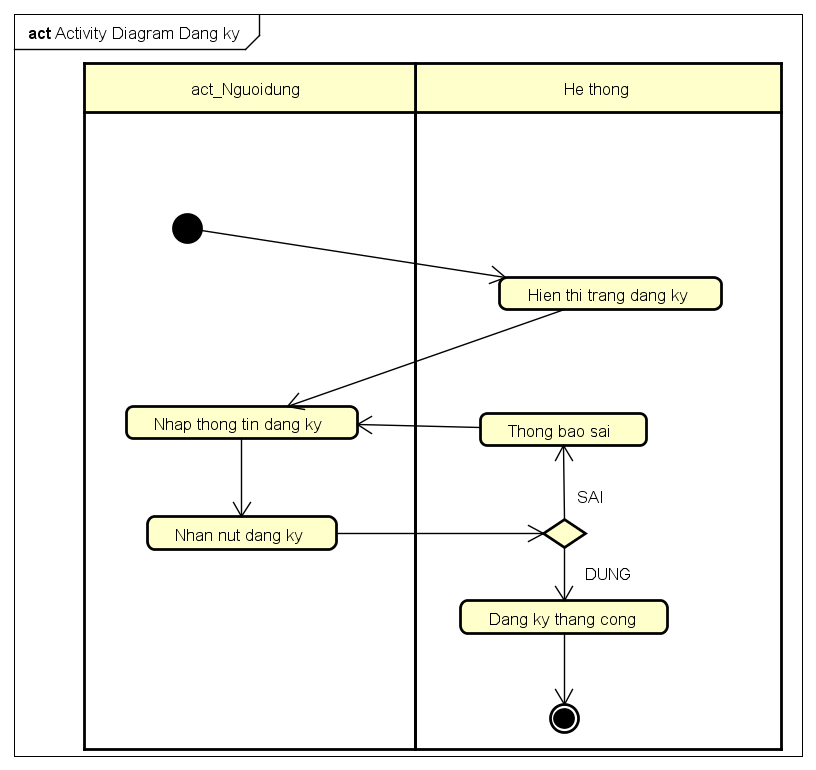 act Activity Diagram Dang ky
act_Nguoidung
He thong
Hien thi trang dang ky
Nhap thong tin dang ky
Thong bao sai
SAI
Nhan nut dang ky
DUNG
Dang ky thang cong